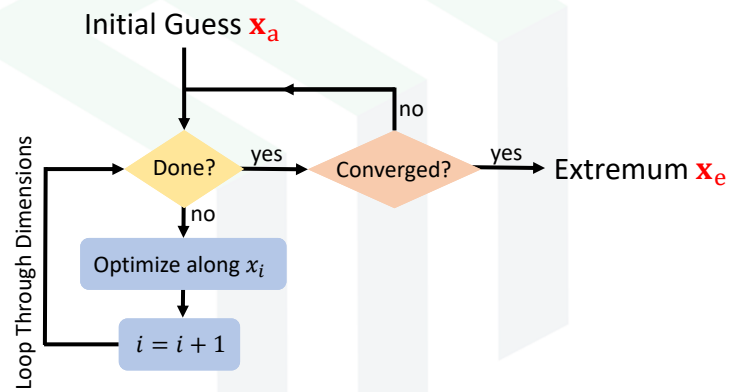 Initial Guess 𝐱a
no
Done?
yes
Converged?
yes
Extremum 𝐱e
no
Optimize along 𝑥𝑖
𝑖 = 𝑖 + 1
Loop Through Dimensions